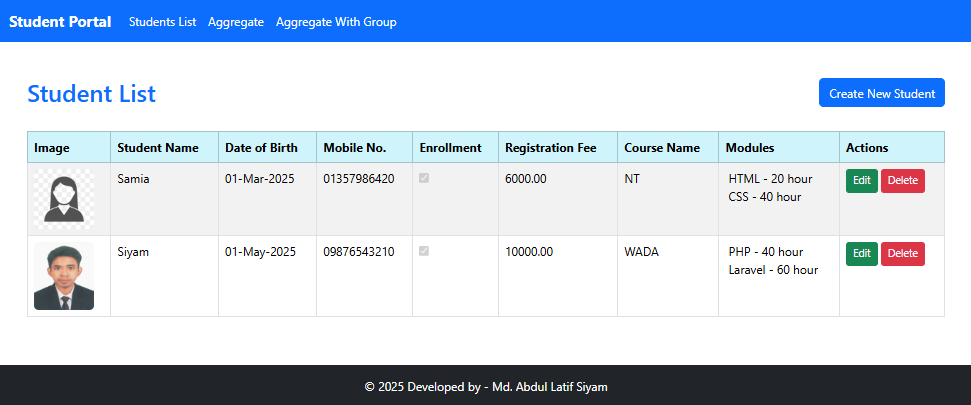 Student Portal Students List Aggregate Aggregate With Group
Student List Create New Student
Image Student Name Date of Birth Mobile No. Enrollment Registration Fee Course Name Modules Actions
Samia 01-Mar-2025 01357986420 6000.00 NT HTML - 20 hour Edit Delete
CSS - 40 hour
Siyam 01-May-2025 09876543210 10000.00 WADA PHP - 40 hour Edit Delete
Laravel - 60 hour
© 2025 Developed by - Md. Abdul Latif Siyam